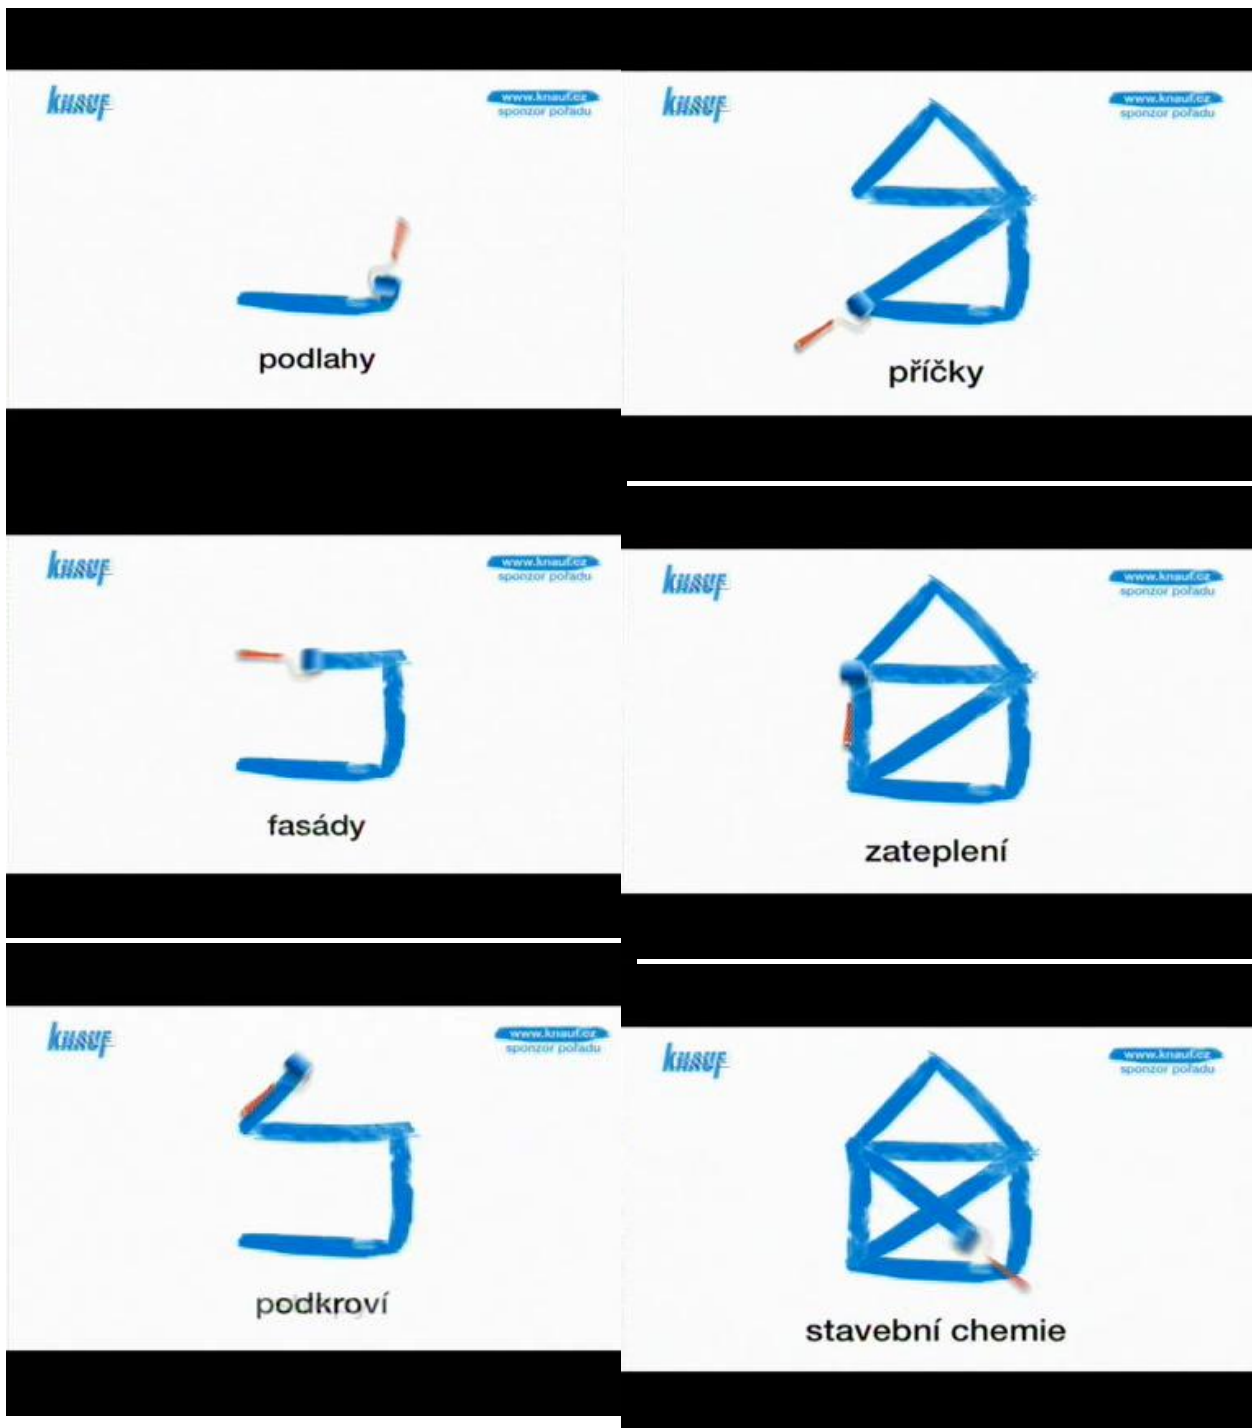 knauf
www.knauf.cz
sponzor pořadu
podlahy
knauf
www.knauf.cz
sponzor pořadu
příčky
knauf
www.knauf.cz
sponzor pořadu
fasády
knauf
www.knauf.cz
sponzor pořadu
zateplení
knauf
www.knauf.cz
sponzor pořadu
podkroví
knauf
www.knauf.cz
sponzor pořadu
stavební chemie